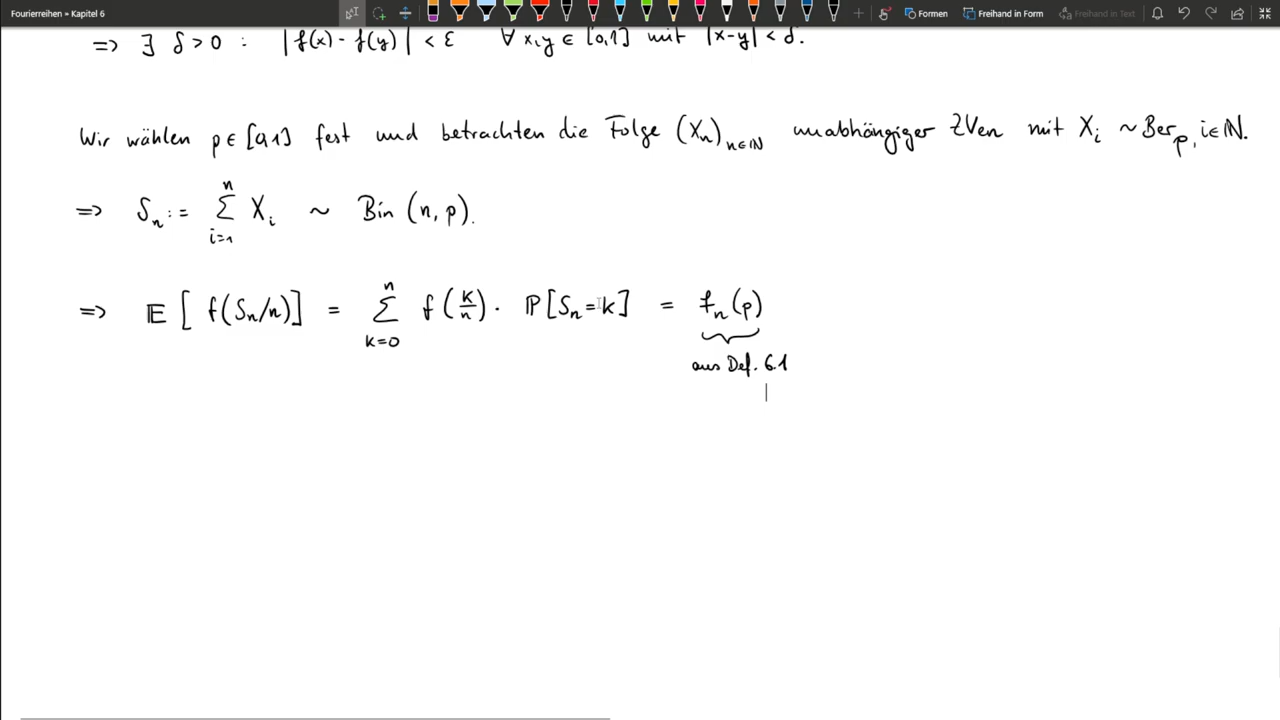 Fourierreihen » Kapitel 6
Formen Freihand in Form Freihand in Text
=> ∃ δ > 0 : |f(x) - f(y)| < ε ∀ x,y ∈ [0,1] mit |x-y| < δ.
Wir wählen p ∈ [0,1] fest und betrachten die Folge (X_n)_{n∈ℕ} unabhängiger ZVen mit X_i ~ Ber_p, i∈ℕ.
=> S_n := ∑_{i=1}^{n} X_i ~ Bin (n, p).
=> 𝔼 [ f(S_n/n)] = ∑_{k=0}^{n} f(k/n) · ℙ[S_n = k] = f_n(p)
aus Def. 6.1